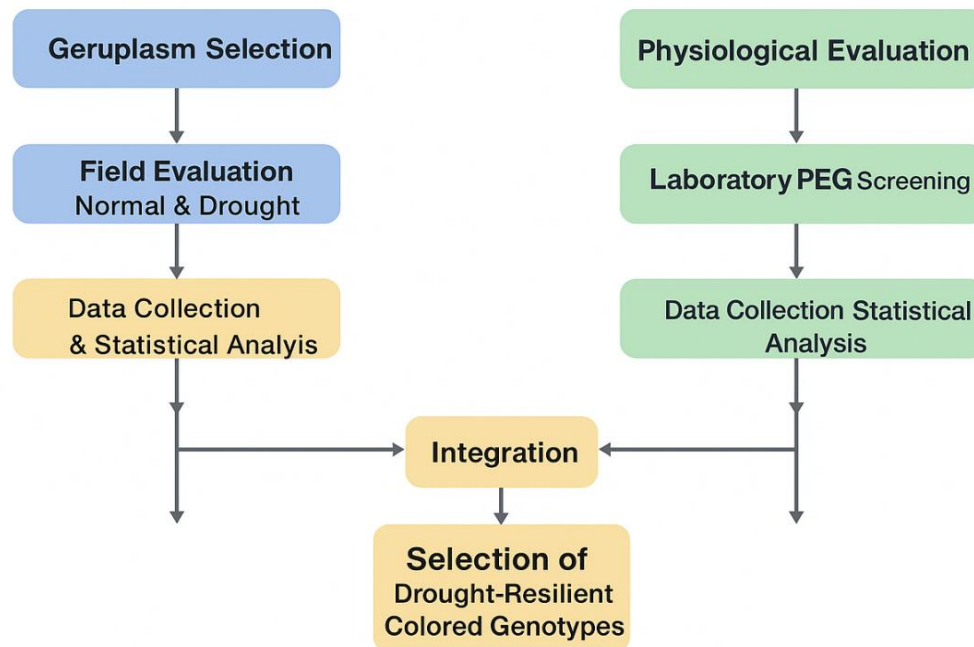 Geruplasm Selection
Field Evaluation
Normal & Drought
Data Collection
& Statistical Analyis
Physiological Evaluation
Laboratory PEG Screening
Data Collection Statistical
Analysis
Integration
Selection of
Drought-Resilient
Colored Genotypes